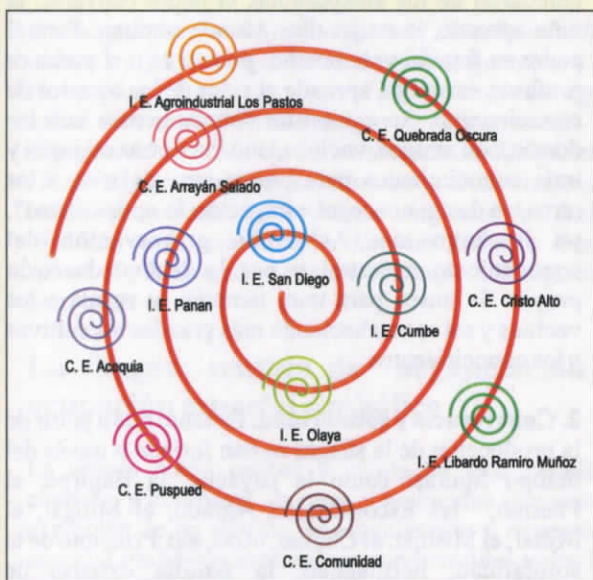 I. E. Agroindustrial Los Pastos
C. E. Quebrada Oscura
C. E. Arrayán Salado
I. E. San Diego
I. E. Panan
C. E. Cristo Alto
I. E. Cumbe
C. E. Acequia
I. E. Olaya
I. E. Libardo Ramiro Muñoz
C. E. Puspued
C. E. Comunidad